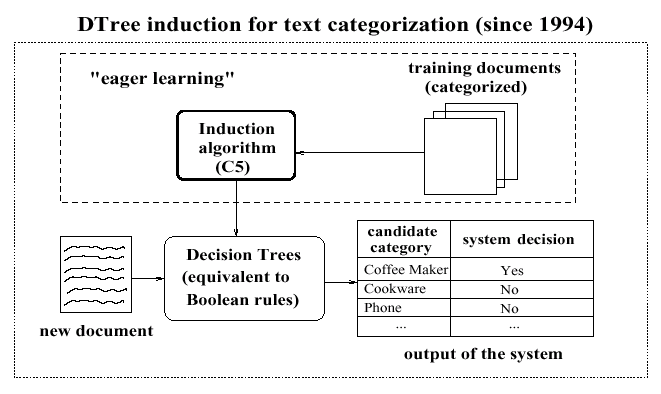 DTree induction for text categorization (since 1994)
"eager learning"
training documents
(categorized)
Induction
algorithm
(C5)
Decision Trees
(equivalent to
Boolean rules)
new document
candidate
category
system decision
Coffee Maker Yes
Cookware No
Phone No
... ...
output of the system